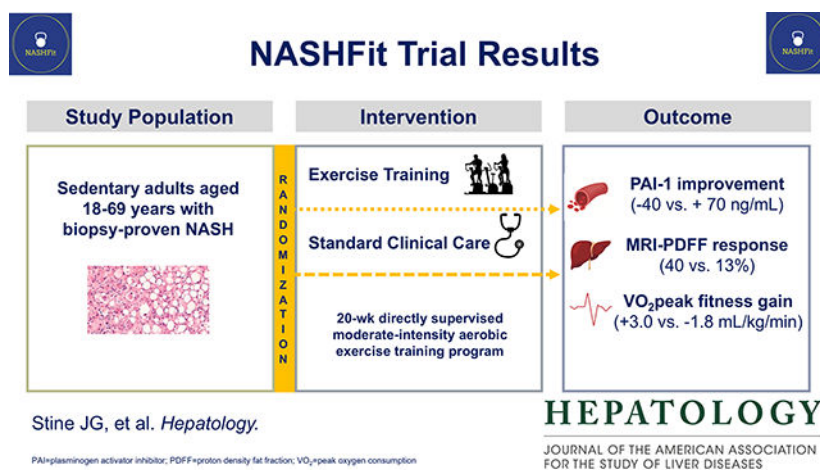 NASHFit
NASHFit Trial Results
NASHFit
Study Population
Intervention
Outcome
Sedentary adults aged
18-69 years with
biopsy-proven NASH
RANDOMIZATION
Exercise Training
Standard Clinical Care
20-wk directly supervised
moderate-intensity aerobic
exercise training program
PAI-1 improvement
(-40 vs. + 70 ng/mL)
MRI-PDFF response
(40 vs. 13%)
VO₂peak fitness gain
(+3.0 vs. -1.8 mL/kg/min)
Stine JG, et al. Hepatology.
PAI=plasminogen activator inhibitor; PDFF=proton density fat fraction; VO₂=peak oxygen consumption
HEPATOLOGY
JOURNAL OF THE AMERICAN ASSOCIATION
FOR THE STUDY OF LIVER DISEASES